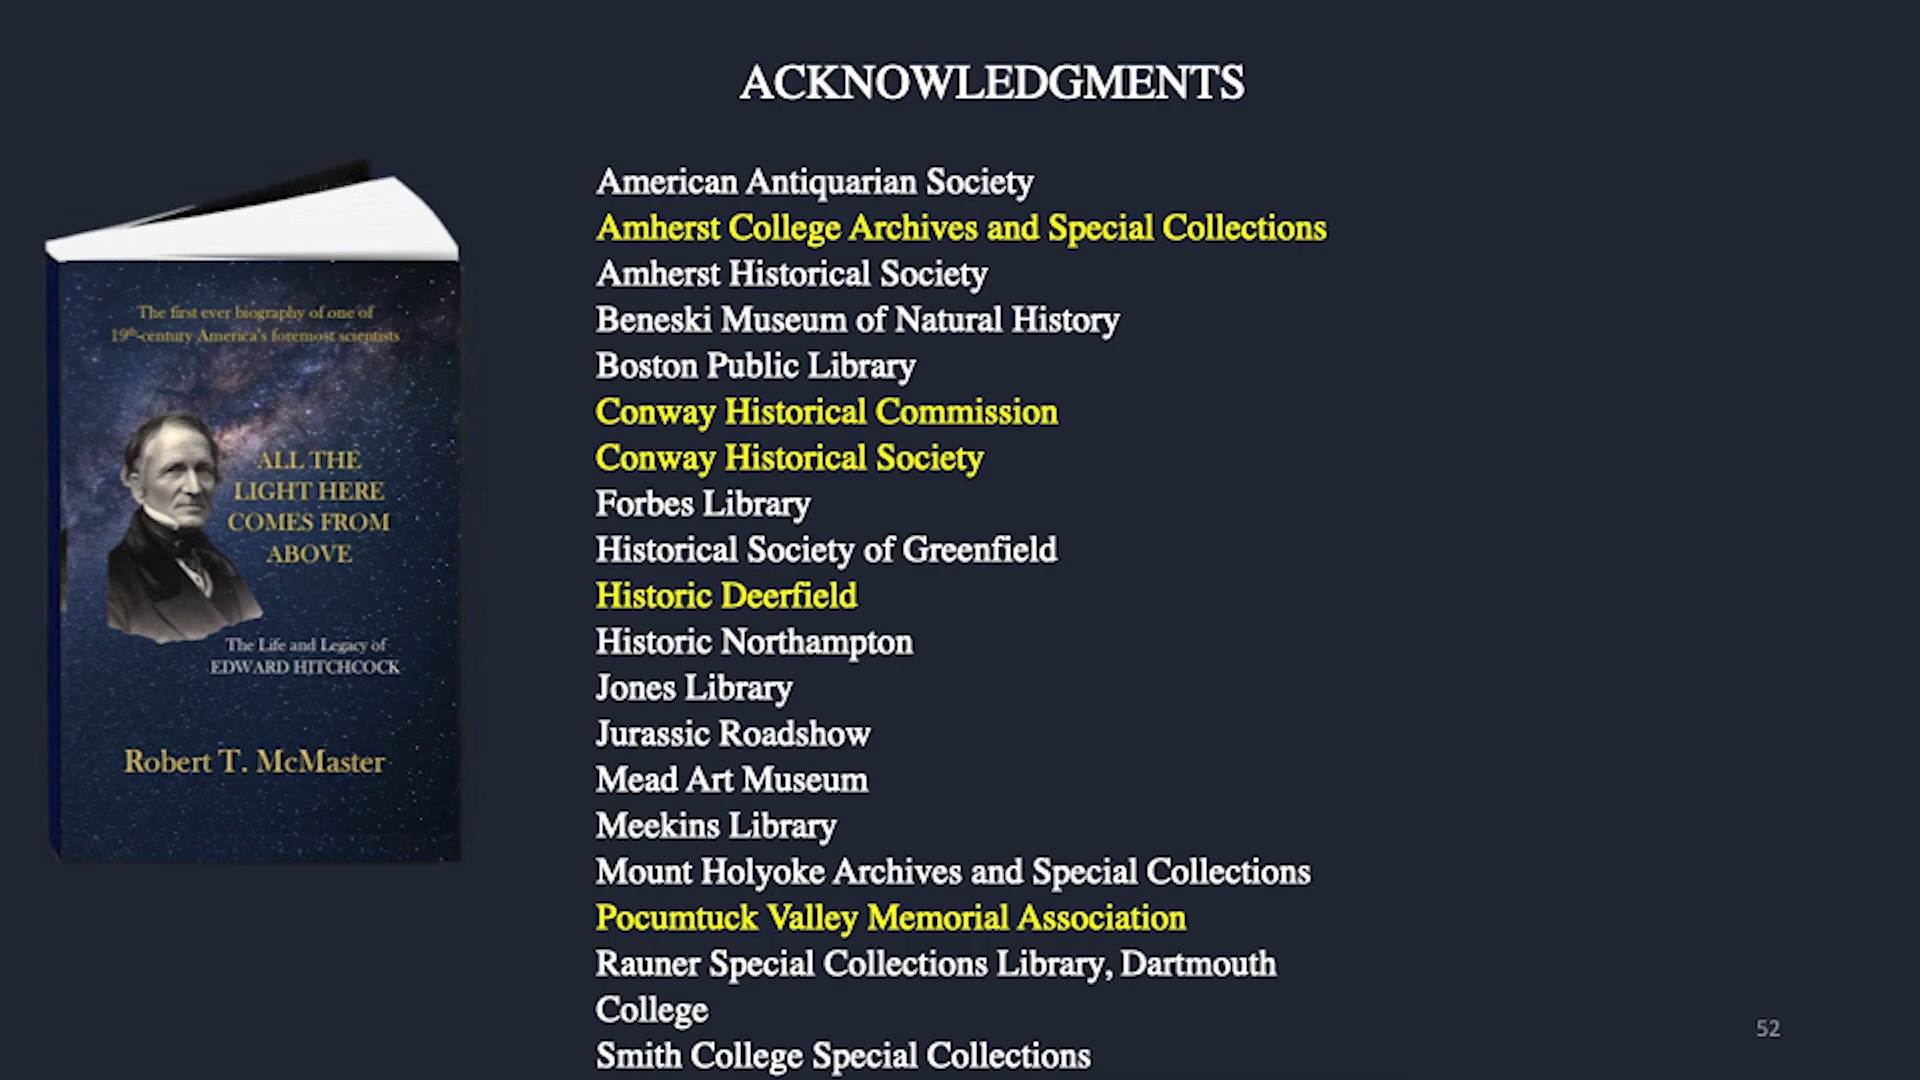 ACKNOWLEDGMENTS
The first ever biography of one of
19th-century America's foremost scientists
ALL THE
LIGHT HERE
COMES FROM
ABOVE
The Life and Legacy of
EDWARD HITCHCOCK
Robert T. McMaster
American Antiquarian Society
Amherst College Archives and Special Collections
Amherst Historical Society
Beneski Museum of Natural History
Boston Public Library
Conway Historical Commission
Conway Historical Society
Forbes Library
Historical Society of Greenfield
Historic Deerfield
Historic Northampton
Jones Library
Jurassic Roadshow
Mead Art Museum
Meekins Library
Mount Holyoke Archives and Special Collections
Pocumtuck Valley Memorial Association
Rauner Special Collections Library, Dartmouth
College
Smith College Special Collections
52